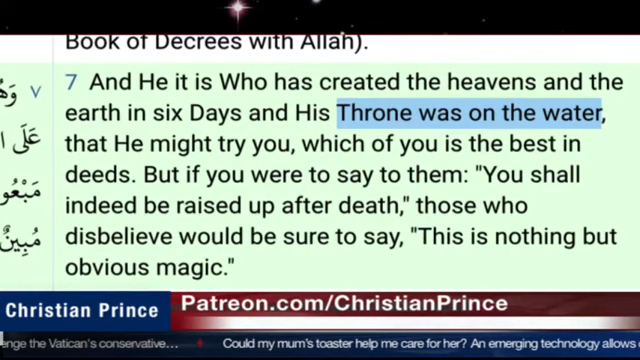 Book of Decrees with Allah).
7 And He it is Who has created the heavens and the
earth in six Days and His Throne was on the water,
that He might try you, which of you is the best in
deeds. But if you were to say to them: "You shall
indeed be raised up after death," those who
disbelieve would be sure to say, "This is nothing but
obvious magic."
٧
عَلَى
مُبِينٌ
Christian Prince
Patreon.com/ChristianPrince
enge the Vatican's conservative… Could my mum's toaster help me care for her? An emerging technology allows